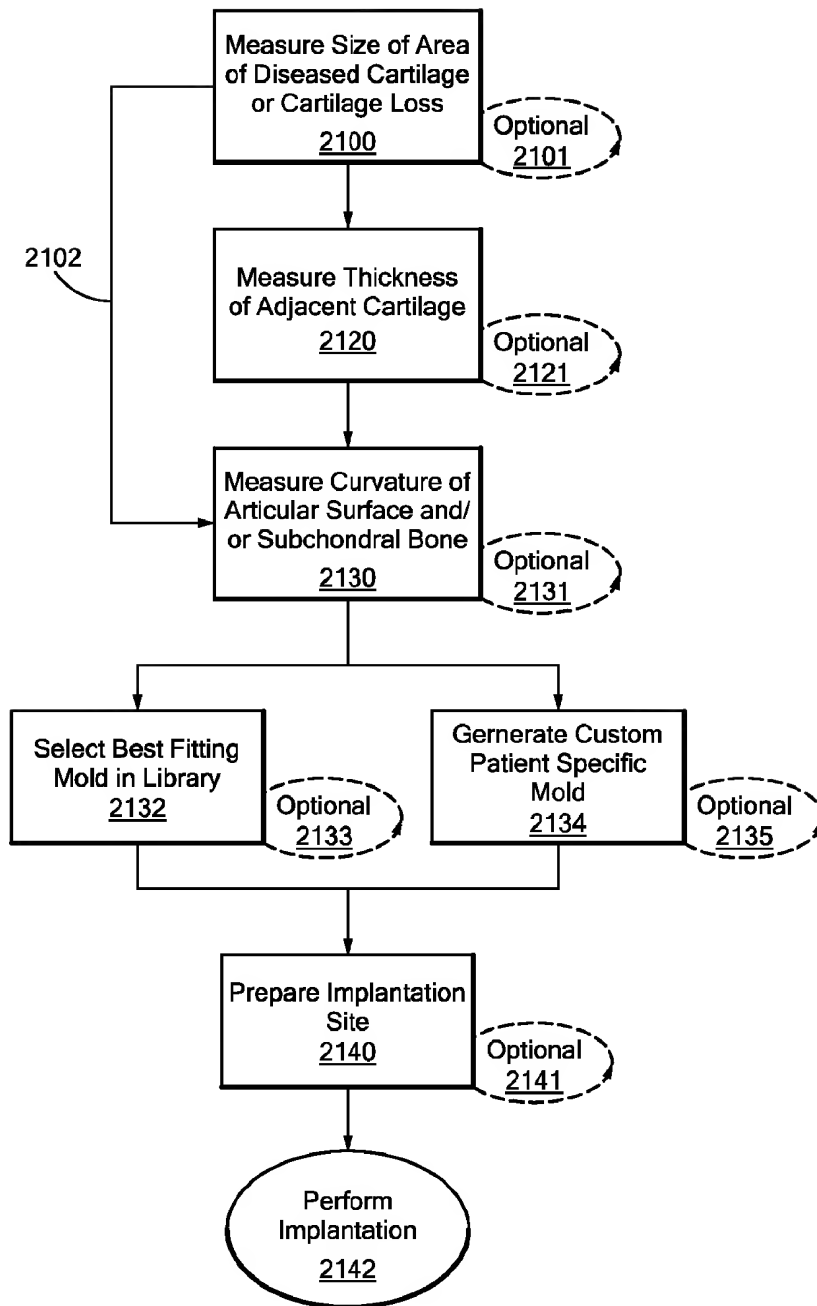 Measure Size of Area
of Diseased Cartilage
or Cartilage Loss
2100
Optional
2101
2102
Measure Thickness
of Adjacent Cartilage
2120
Optional
2121
Measure Curvature of
Articular Surface and/
or Subchondral Bone
2130
Optional
2131
Select Best Fitting
Mold in Library
2132
Optional
2133
Gernerate Custom
Patient Specific
Mold
2134
Optional
2135
Prepare Implantation
Site
2140
Optional
2141
Perform
Implantation
2142